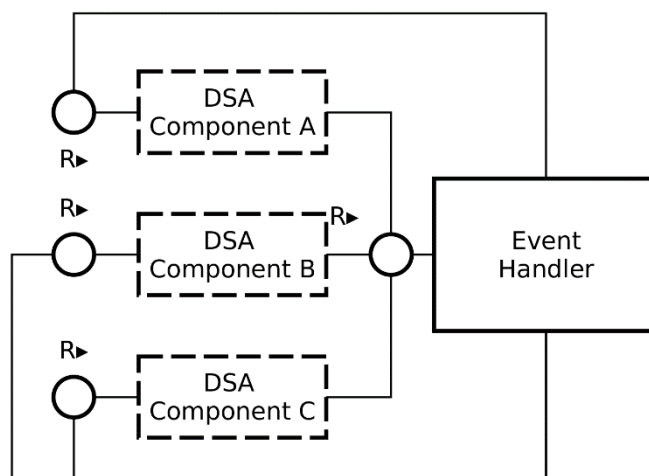 DSA
Component A
R▶
R▶
DSA
Component B
R▶
Event
Handler
R▶
DSA
Component C